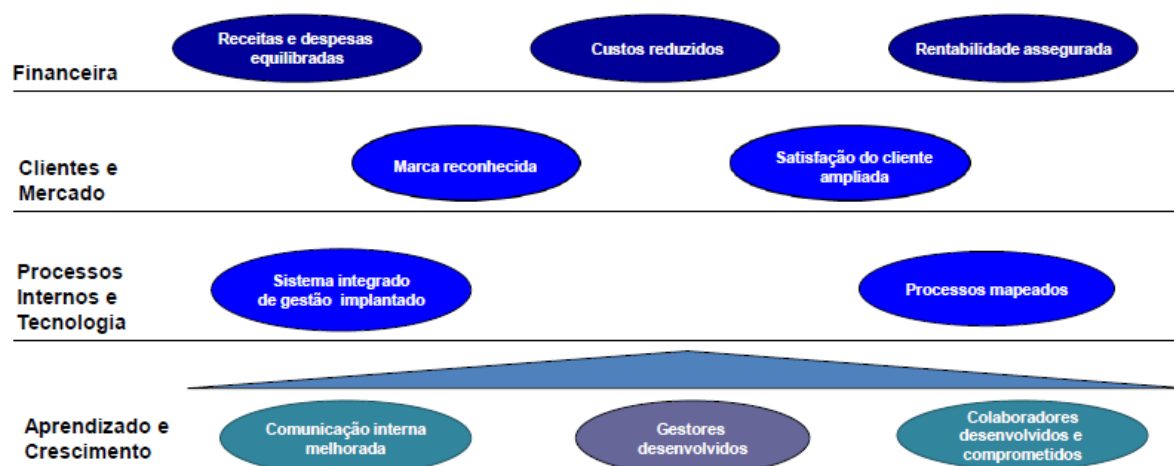 Receitas e despesas
equilibradas
Custos reduzidos
Rentabilidade assegurada
Financeira
Clientes e
Mercado
Marca reconhecida
Satisfação do cliente
ampliada
Processos
Internos e
Tecnologia
Sistema integrado
de gestão implantado
Processos mapeados
Aprendizado e
Crescimento
Comunicação interna
melhorada
Gestores
desenvolvidos
Colaboradores
desenvolvidos e
comprometidos